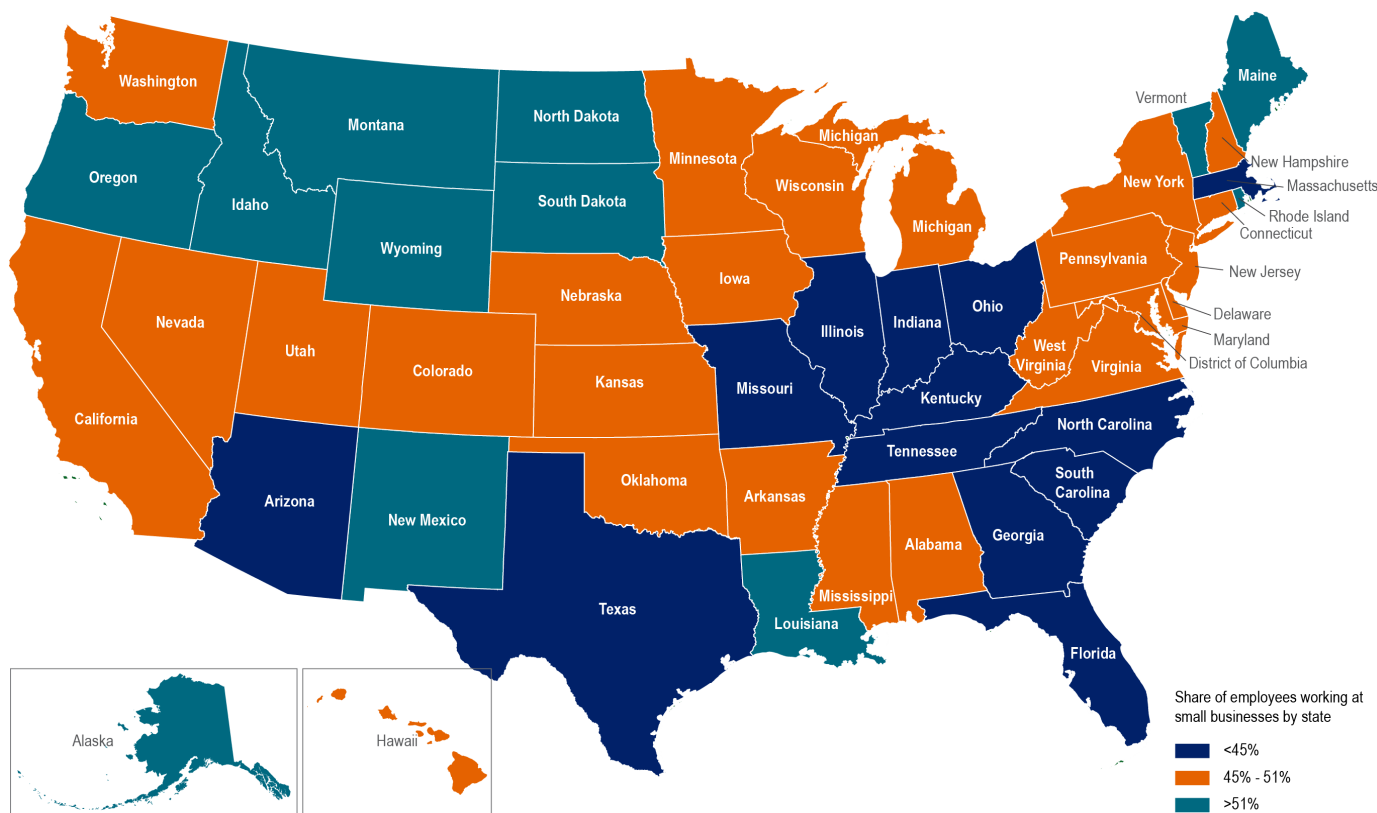 Washington
Oregon
Idaho
Montana
North Dakota
South Dakota
Wyoming
Minnesota
Wisconsin
Michigan
Michigan
Vermont
Maine
New Hampshire
Massachusetts
Rhode Island
Connecticut
New York
Pennsylvania
New Jersey
Delaware
Maryland
District of Columbia
California
Nevada
Utah
Colorado
Nebraska
Iowa
Kansas
Missouri
Illinois
Indiana
Ohio
Kentucky
West
Virginia
Virginia
Arizona
New Mexico
Oklahoma
Arkansas
Tennessee
North Carolina
South
Carolina
Texas
Louisiana
Mississippi
Alabama
Georgia
Florida
Alaska
Hawaii
Share of employees working at
small businesses by state
<45%
45% - 51%
>51%